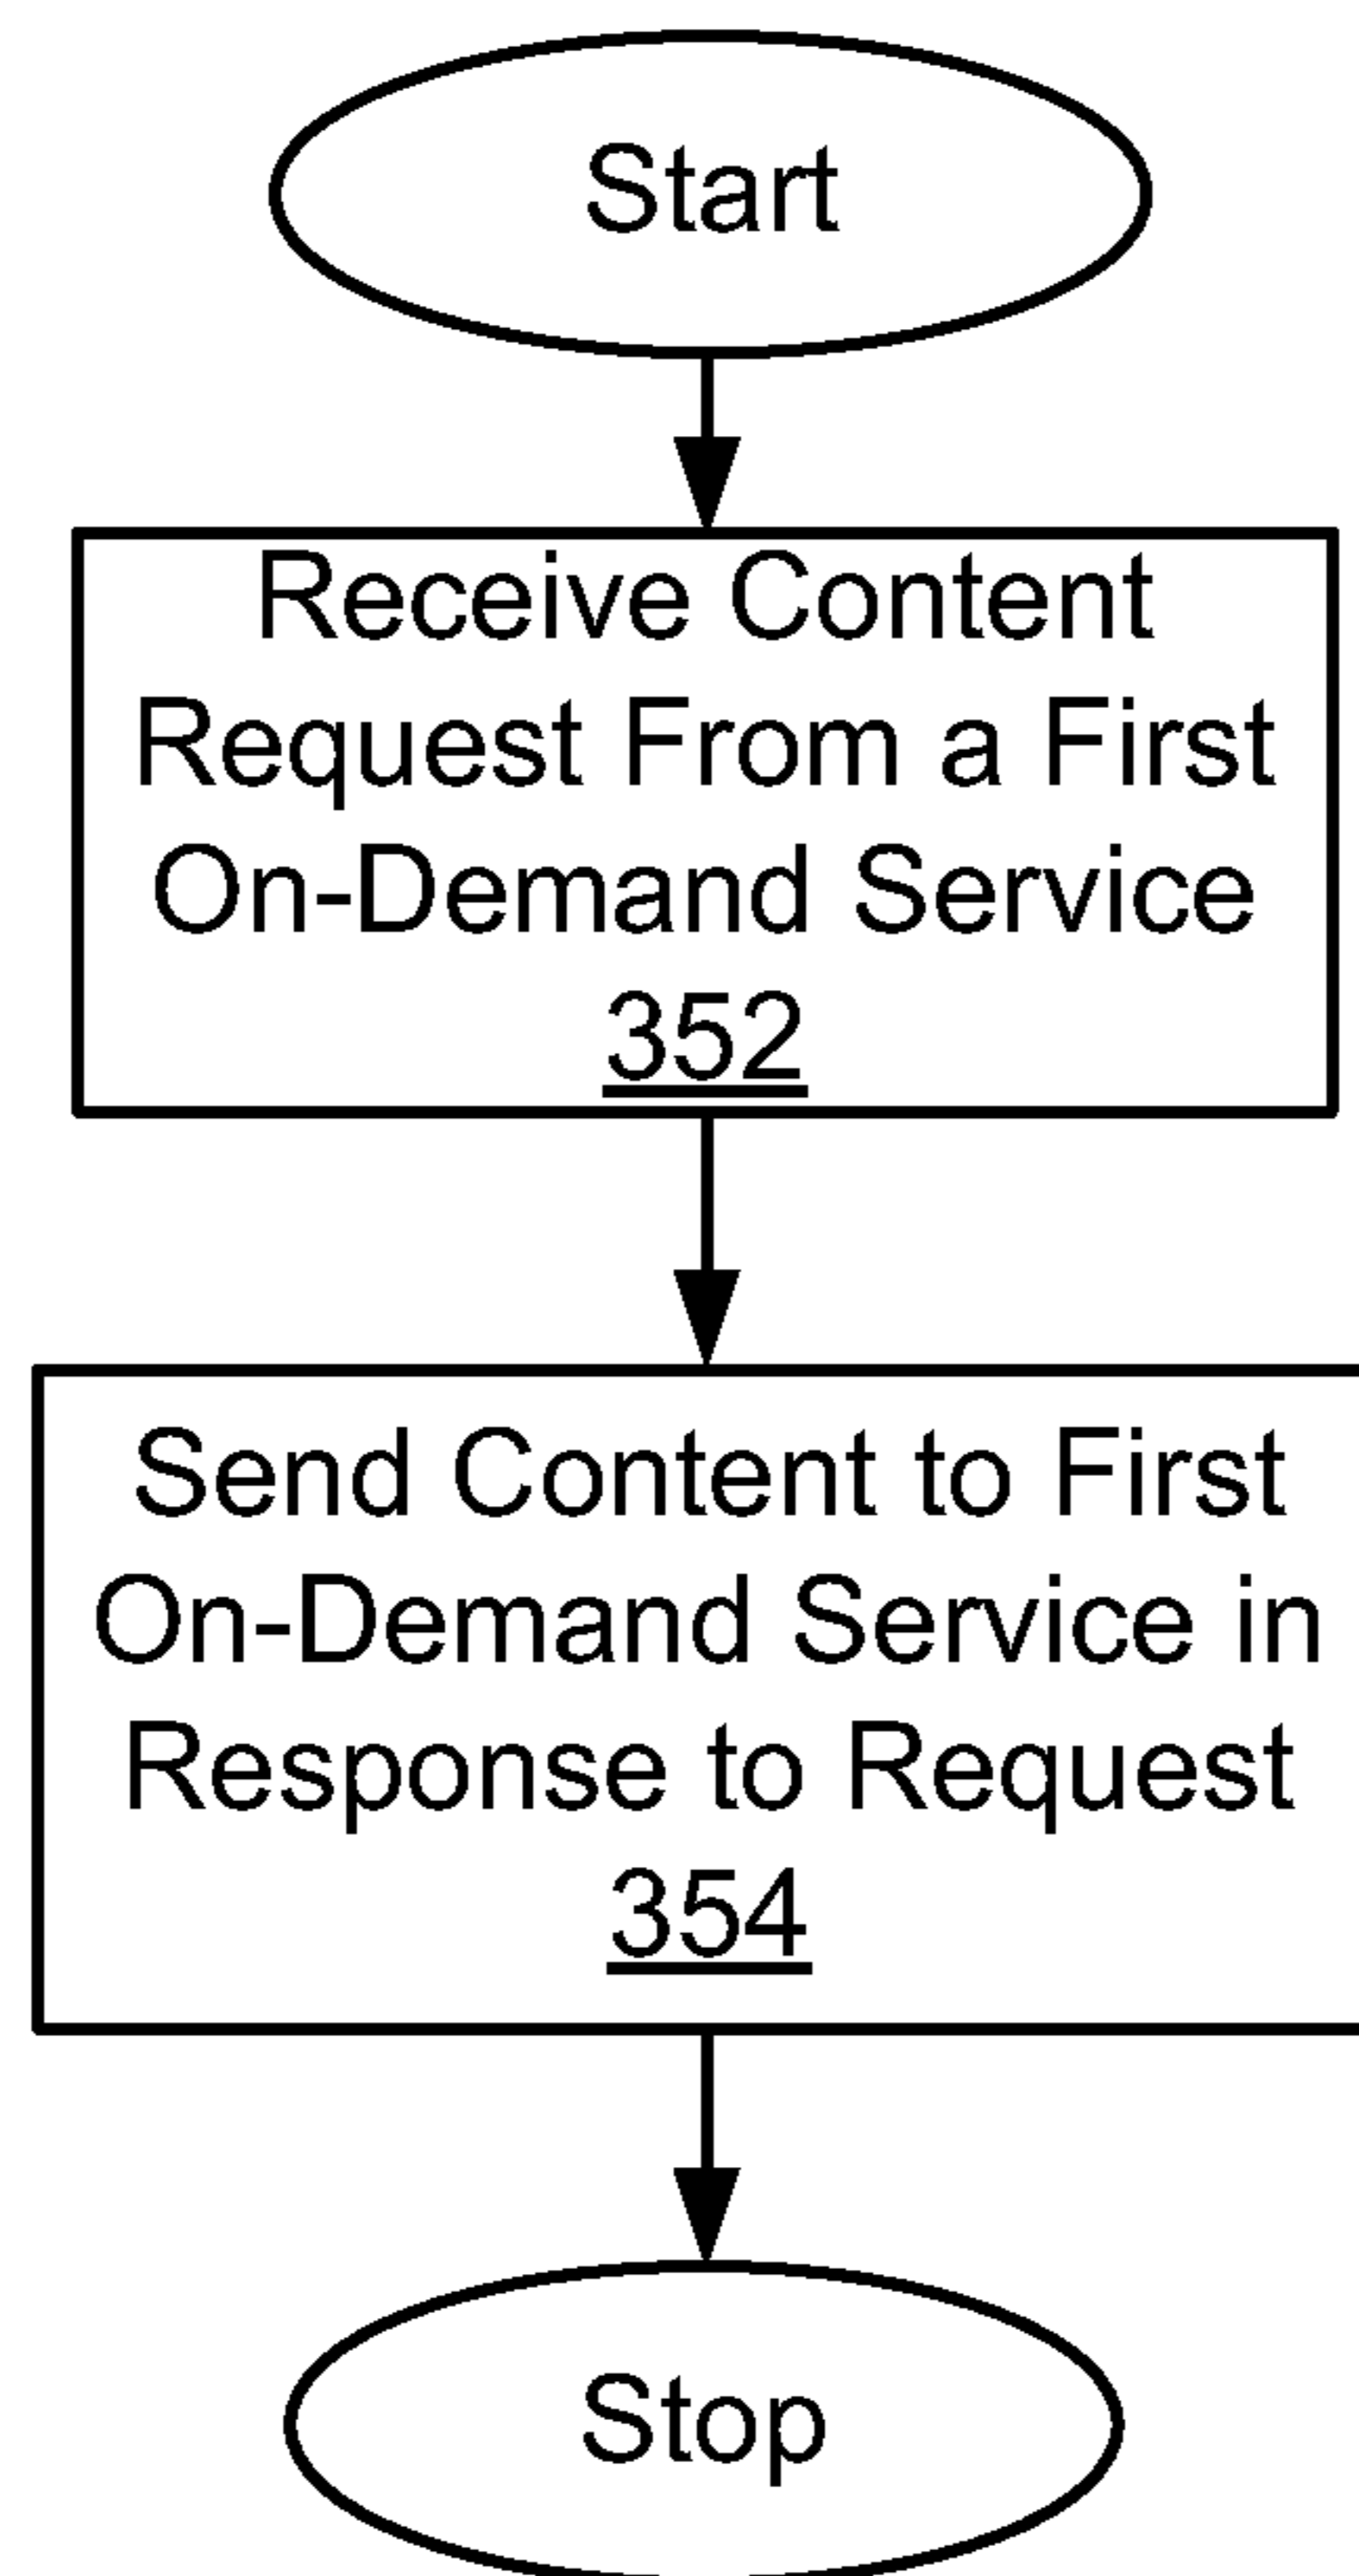 Start
Receive Content
Request From a First
On-Demand Service
352
Send Content to First
On-Demand Service in
Response to Request
354
Stop